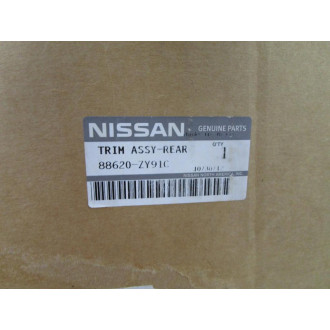 NISSAN GENUINE PARTS
TRIM ASSY-REAR QTY
88620-ZY91C 1